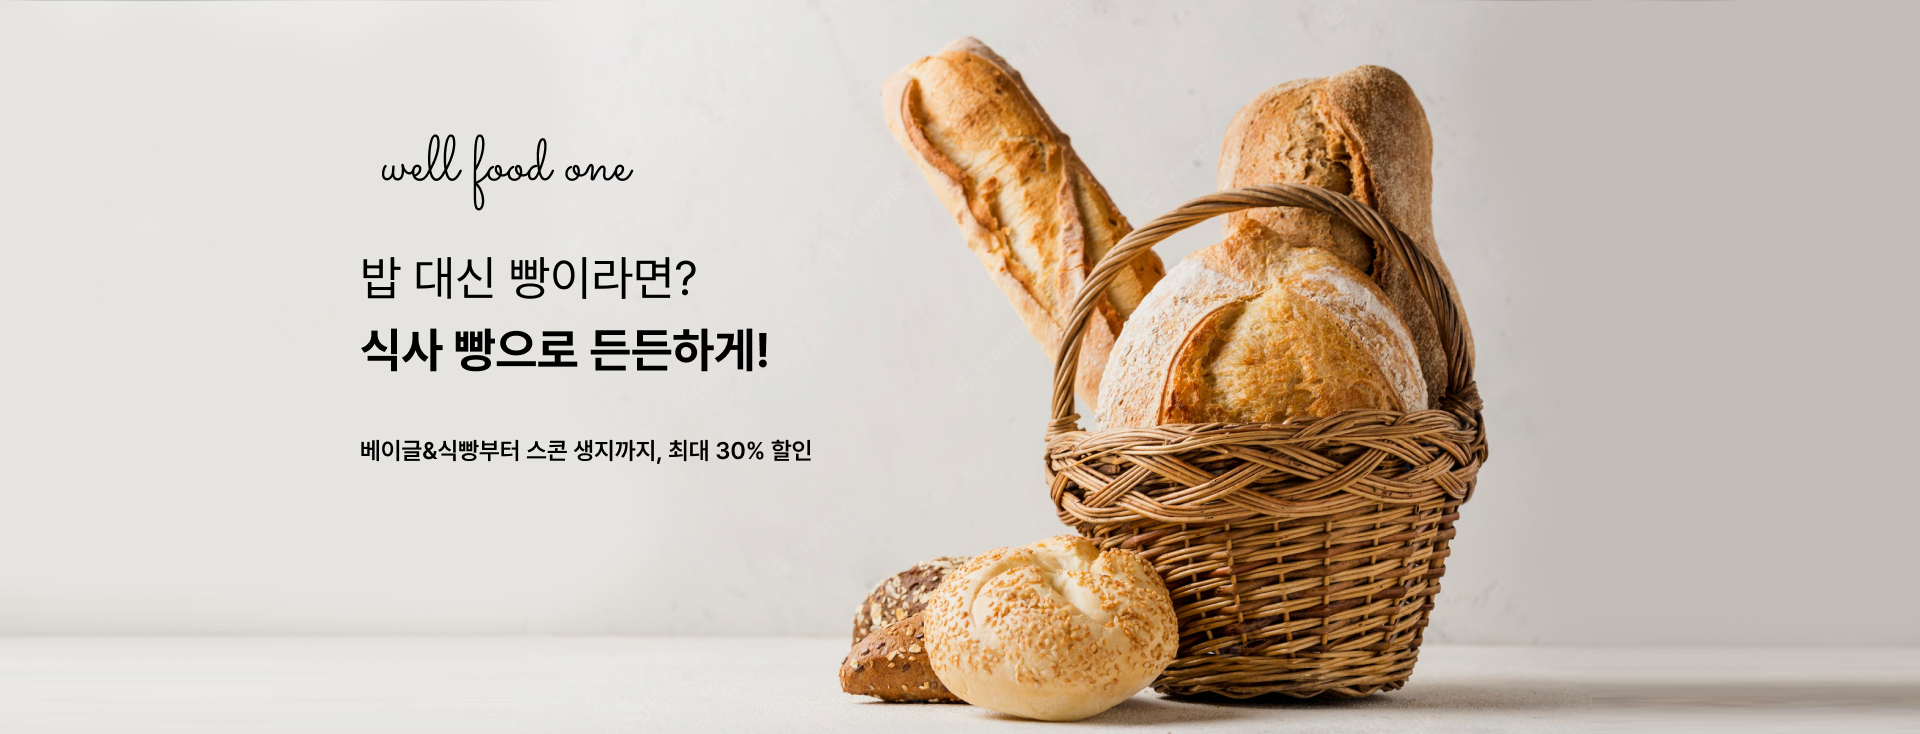 well food one
밥 대신 빵이라면?
식사 빵으로 든든하게!
베이글&식빵부터 스콘 생지까지, 최대 30% 할인